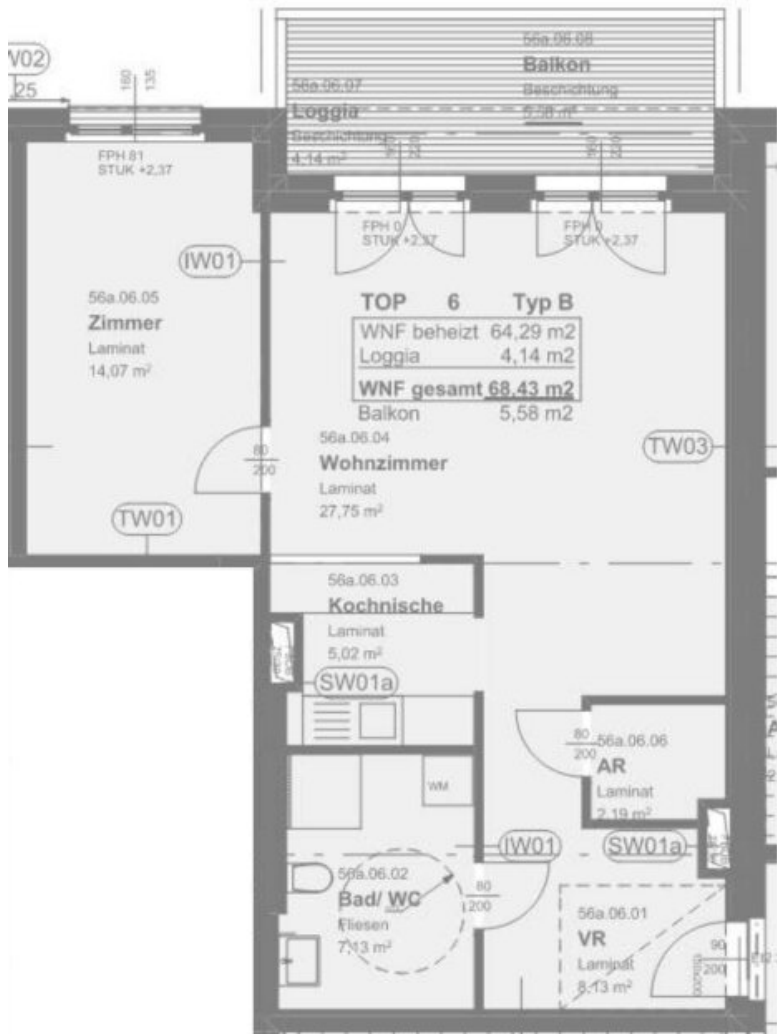 56a.06.08
Balkon
Beschichtung
5,58 m²
56a.06.07
Loggia
Beschichtung
4,14 m²
W02
25
160
135
160
220
160
220
FPH 81
STUK +2,37
FPH 0
STUK +2,37
FPH 0
STUK +2,37
IW01
TOP 6 Typ B
WNF beheizt 64,29 m2
Loggia 4,14 m2
WNF gesamt 68,43 m2
Balkon 5,58 m2
56a.06.05
Zimmer
Laminat
14,07 m²
80
200
56a.06.04
Wohnzimmer
Laminat
27,75 m²
TW03
TW01
56a.06.03
Kochnische
Laminat
5,02 m²
SW01a
80
200
56a.06.06
AR
Laminat
2,19 m²
WM
IW01
SW01a
56a.06.02
Bad/ WC
Fliesen
7,13 m²
80
200
56a.06.01
VR
Laminat
8,13 m²
90
200